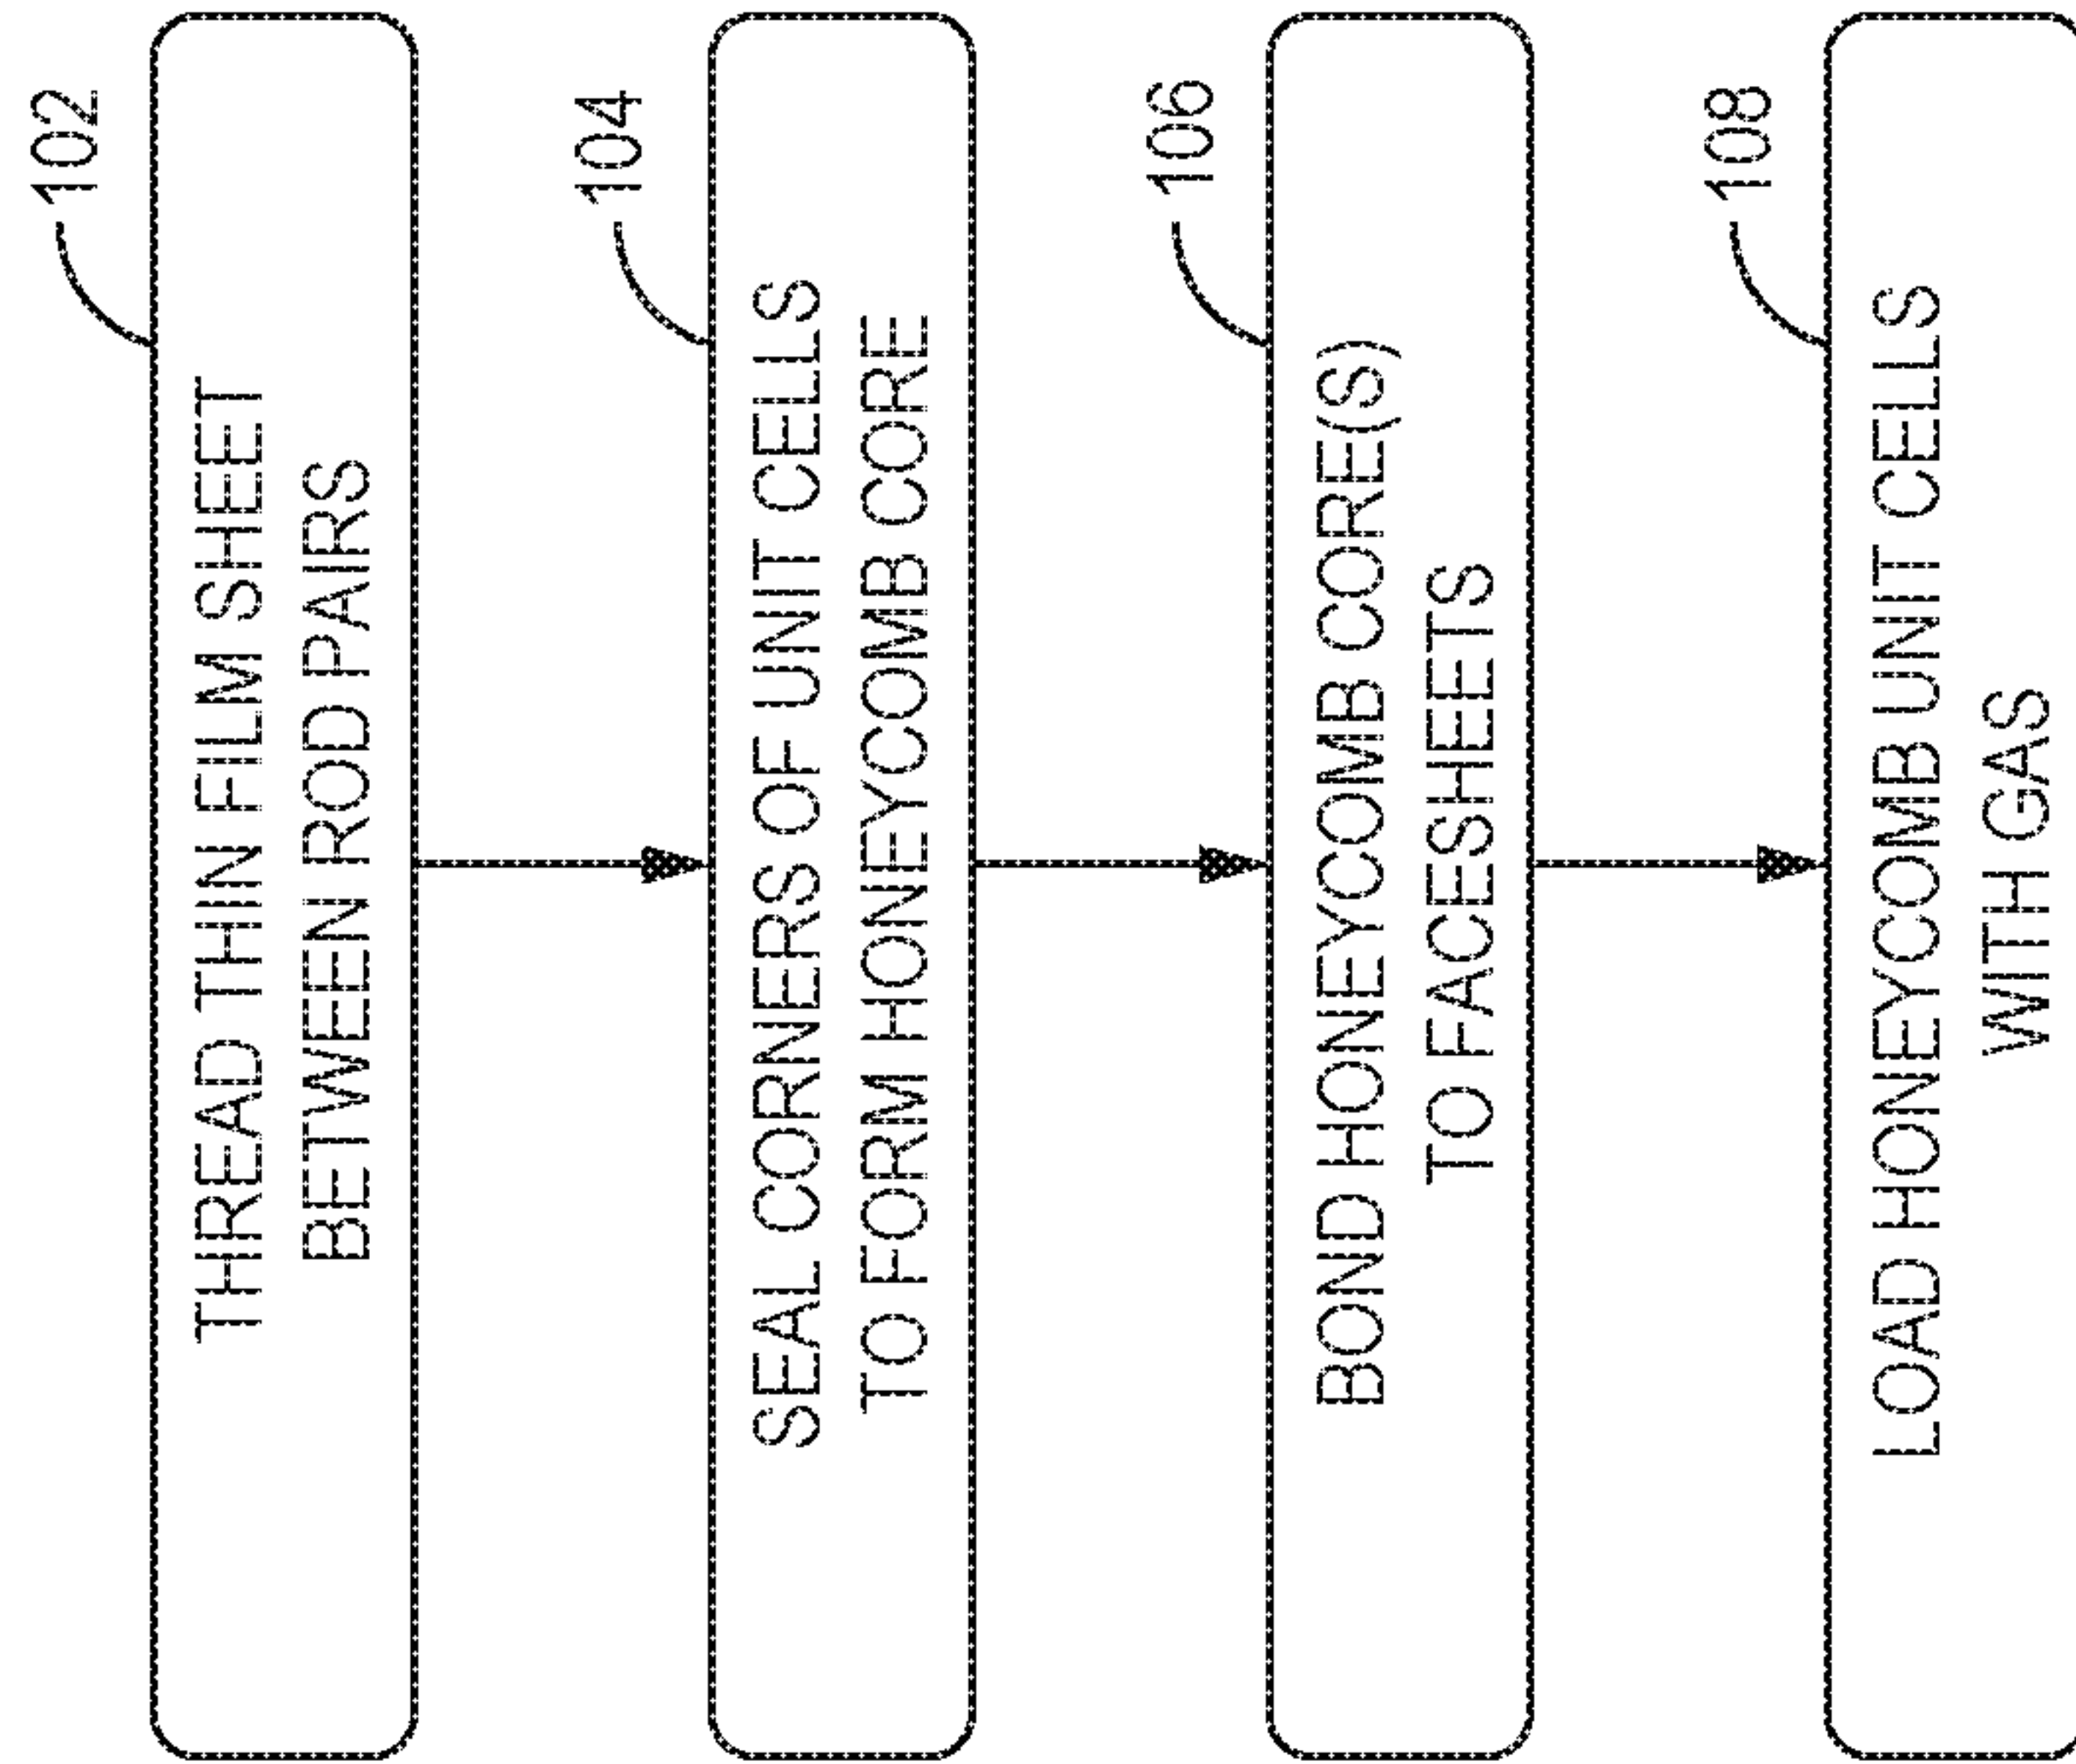 102
THREAD THIN FILM SHEET
BETWEEN ROD PAIRS
104
SEAL CORNERS OF UNIT CELLS
TO FORM HONEYCOMB CORE
106
BOND HONEYCOMB CORE(S)
TO FACESHEETS
108
LOAD HONEYCOMB UNIT CELLS
WITH GAS